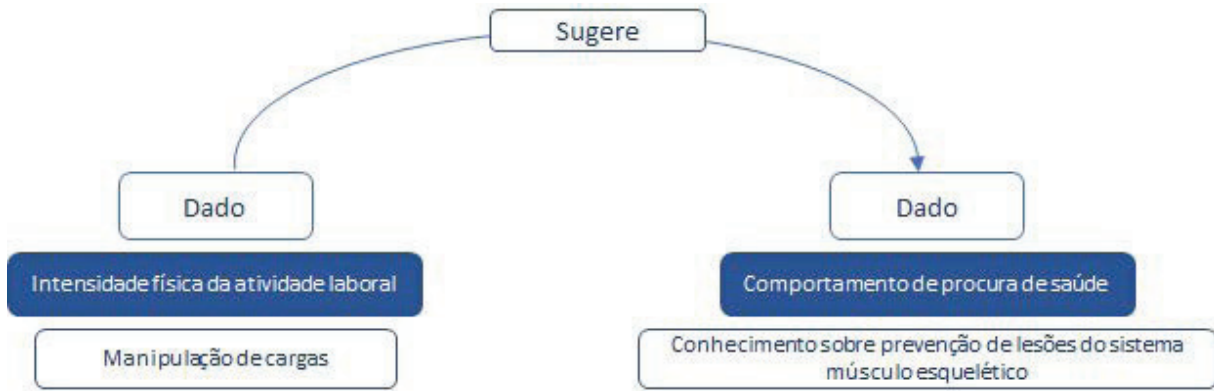 Sugere
Dado
Dado
Intensidade física da atividade laboral
Comportamento de procura de saúde
Manipulação de cargas
Conhecimento sobre prevenção de lesões do sistema
músculo esquelético